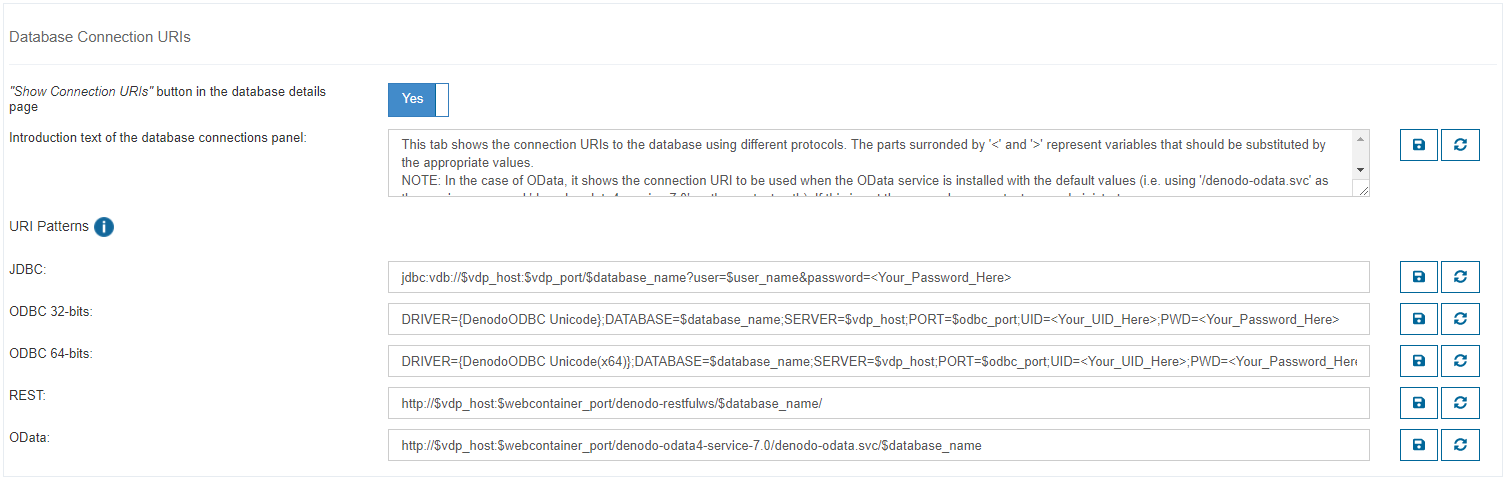 Database Connection URIs
"Show Connection URIs" button in the database details
page
Yes
Introduction text of the database connections panel:
This tab shows the connection URIs to the database using different protocols. The parts surronded by '<' and '>' represent variables that should be substituted by
the appropriate values.
NOTE: In the case of OData, it shows the connection URI to be used when the OData service is installed with the default values (i.e. using '/denodo-odata.svc' as
URI Patterns
JDBC:
jdbc:vdb://$vdp_host:$vdp_port/$database_name?user=$user_name&password=<Your_Password_Here>
ODBC 32-bits:
DRIVER={DenodoODBC Unicode};DATABASE=$database_name;SERVER=$vdp_host;PORT=$odbc_port;UID=<Your_UID_Here>;PWD=<Your_Password_Here>
ODBC 64-bits:
DRIVER={DenodoODBC Unicode(x64)};DATABASE=$database_name;SERVER=$vdp_host;PORT=$odbc_port;UID=<Your_UID_Here>;PWD=<Your_Password_Here
REST:
http://$vdp_host:$webcontainer_port/denodo-restfulws/$database_name/
OData:
http://$vdp_host:$webcontainer_port/denodo-odata4-service-7.0/denodo-odata.svc/$database_name